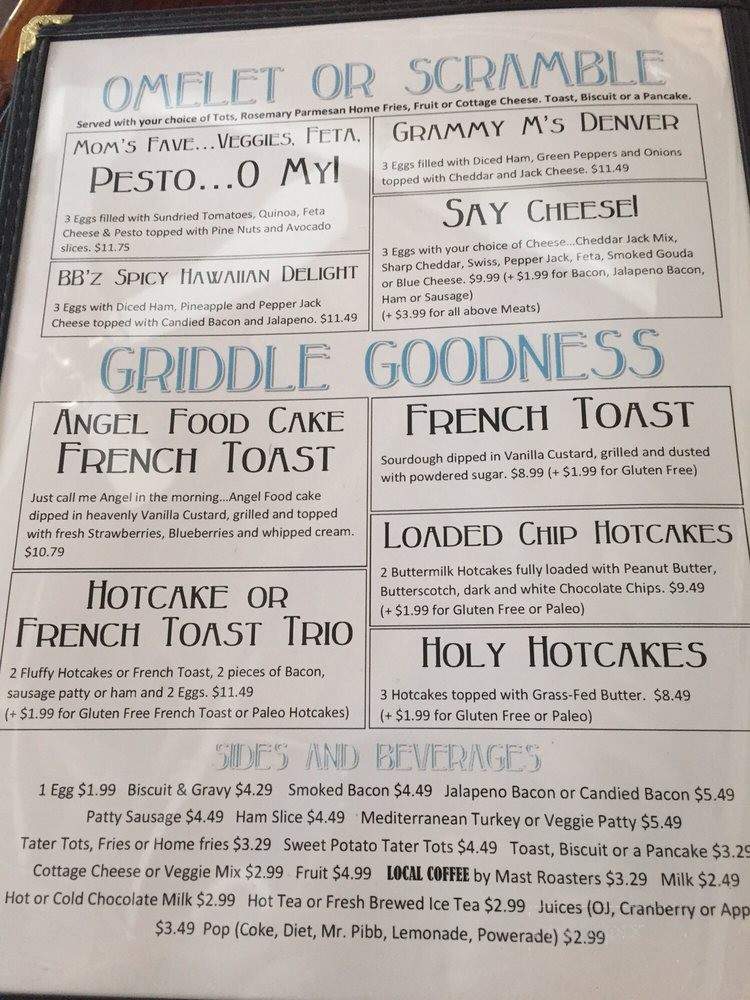 OMELET OR SCRAMBLE
Served with your choice of Tots, Rosemary Parmesan Home Fries, Fruit or Cottage Cheese. Toast, Biscuit or a Pancake.
MOM'S FAVE...VEGGIES, FETA,
PESTO...O MY!
3 Eggs filled with Sundried Tomatoes, Quinoa, Feta
Cheese & Pesto topped with Pine Nuts and Avocado
slices. $11.75
BB'Z SPICY HAWAIIAN DELIGHT
3 Eggs with Diced Ham, Pineapple and Pepper Jack
Cheese topped with Candied Bacon and Jalapeno. $11.49
GRAMMY M'S DENVER
3 Eggs filled with Diced Ham, Green Peppers and Onions
topped with Cheddar and Jack Cheese. $11.49
SAY CHEESE!
3 Eggs with your choice of Cheese...Cheddar Jack Mix,
Sharp Cheddar, Swiss, Pepper Jack, Feta, Smoked Gouda
or Blue Cheese. $9.99 (+ $1.99 for Bacon, Jalapeno Bacon,
Ham or Sausage)
(+ $3.99 for all above Meats)
GRIDDLE GOODNESS
ANGEL FOOD CAKE
FRENCH TOAST
Just call me Angel in the morning...Angel Food cake
dipped in heavenly Vanilla Custard, grilled and topped
with fresh Strawberries, Blueberries and whipped cream.
$10.79
HOTCAKE OR
FRENCH TOAST TRIO
2 Fluffy Hotcakes or French Toast, 2 pieces of Bacon,
sausage patty or ham and 2 Eggs. $11.49
(+ $1.99 for Gluten Free French Toast or Paleo Hotcakes)
FRENCH TOAST
Sourdough dipped in Vanilla Custard, grilled and dusted
with powdered sugar. $8.99 (+ $1.99 for Gluten Free)
LOADED CHIP HOTCAKES
2 Buttermilk Hotcakes fully loaded with Peanut Butter,
Butterscotch, dark and white Chocolate Chips. $9.49
(+ $1.99 for Gluten Free or Paleo)
HOLY HOTCAKES
3 Hotcakes topped with Grass-Fed Butter. $8.49
(+ $1.99 for Gluten Free or Paleo)
SIDES AND BEVERAGES
1 Egg $1.99 Biscuit & Gravy $4.29 Smoked Bacon $4.49 Jalapeno Bacon or Candied Bacon $5.49
Patty Sausage $4.49 Ham Slice $4.49 Mediterranean Turkey or Veggie Patty $5.49
Tater Tots, Fries or Home fries $3.29 Sweet Potato Tater Tots $4.49 Toast, Biscuit or a Pancake $3.29
Cottage Cheese or Veggie Mix $2.99 Fruit $4.99 LOCAL COFFEE by Mast Roasters $3.29 Milk $2.49
Hot or Cold Chocolate Milk $2.99 Hot Tea or Fresh Brewed Ice Tea $2.99 Juices (OJ, Cranberry or App
$3.49 Pop (Coke, Diet, Mr. Pibb, Lemonade, Powerade) $2.99